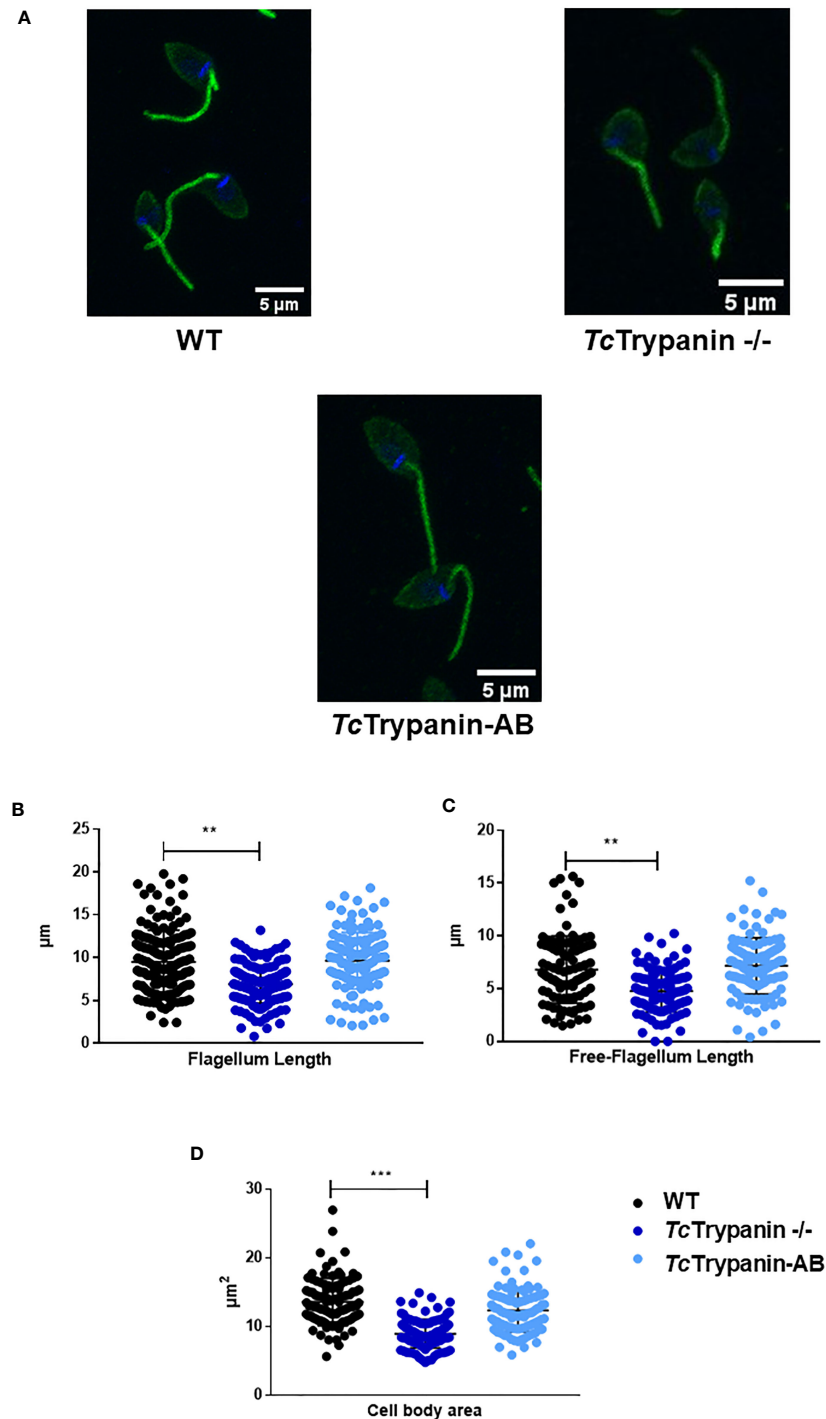 A
5 µm
WT
5 µm
TcTrypanin -/-
5 µm
TcTrypanin-AB
B
25
20
15
10
5
0
µm
**
Flagellum Length
C
20
15
10
5
0
µm
**
Free-Flagellum Length
D
30
20
10
0
µm²
***
Cell body area
WT
TcTrypanin -/-
TcTrypanin-AB